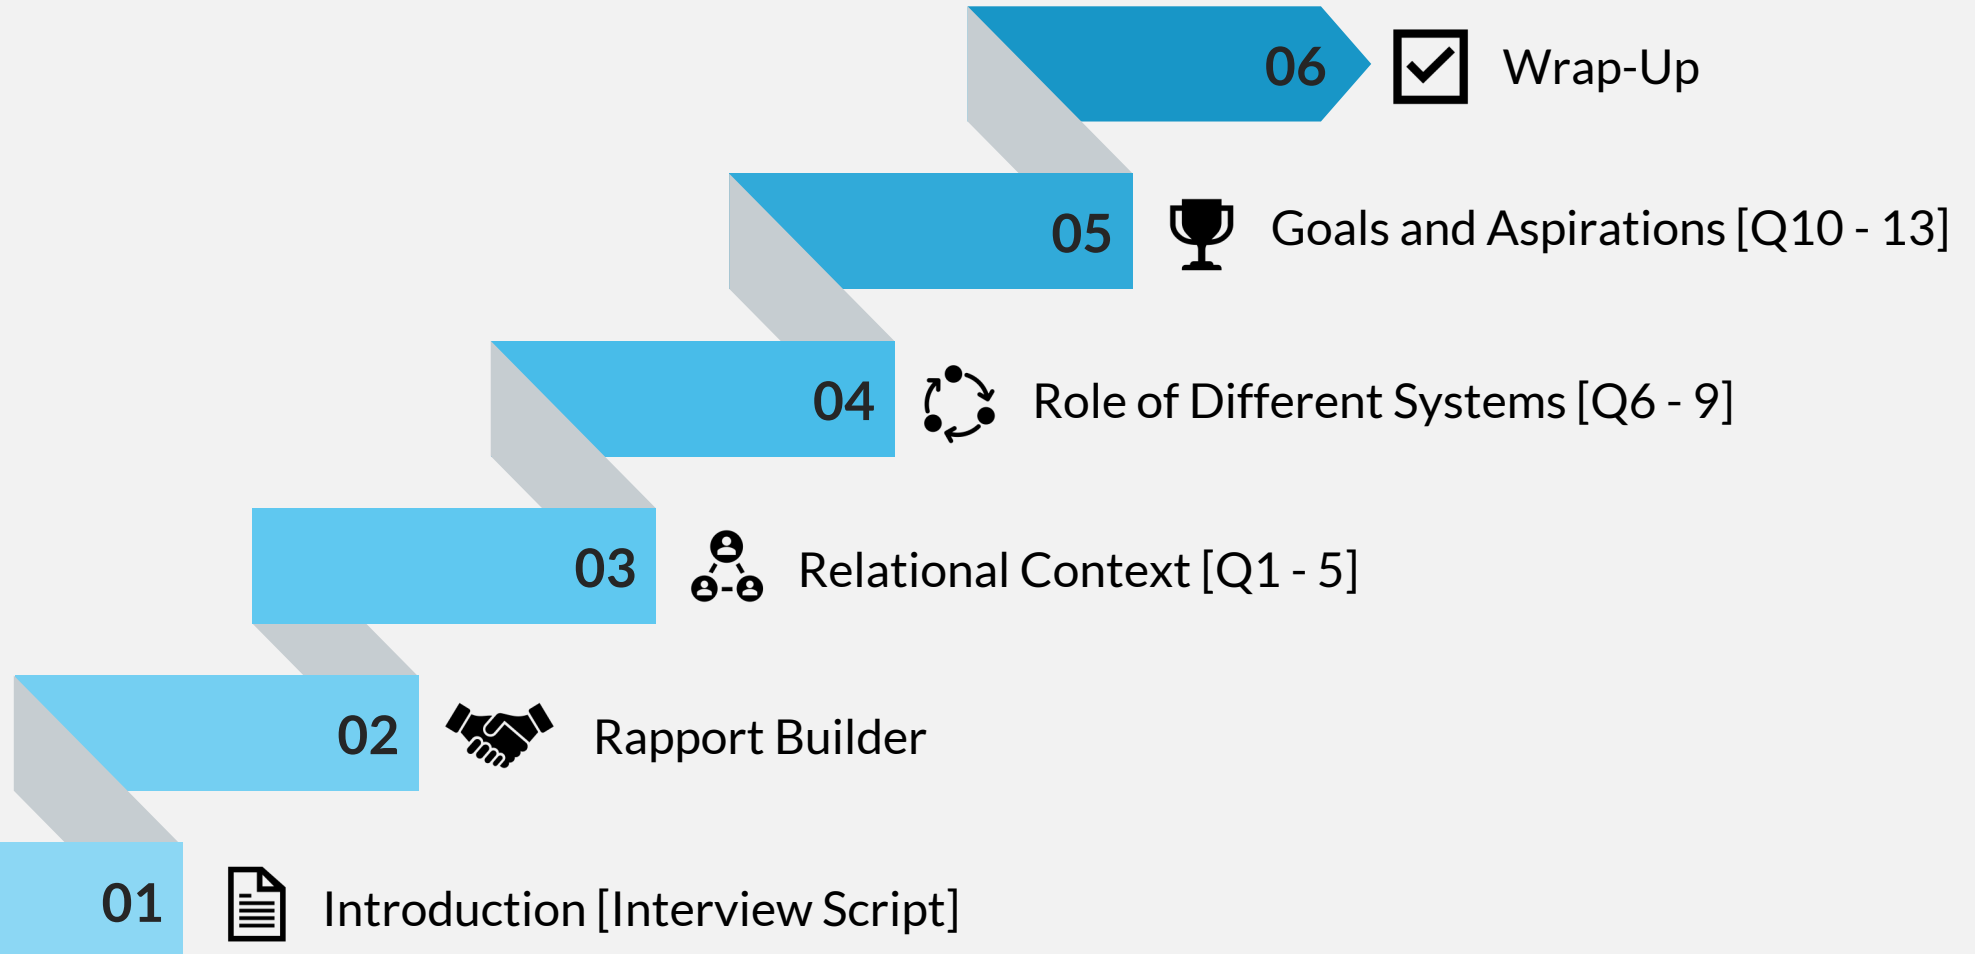 06 Wrap-Up
05 Goals and Aspirations [Q10 - 13]
04 Role of Different Systems [Q6 - 9]
03 Relational Context [Q1 - 5]
02 Rapport Builder
01 Introduction [Interview Script]